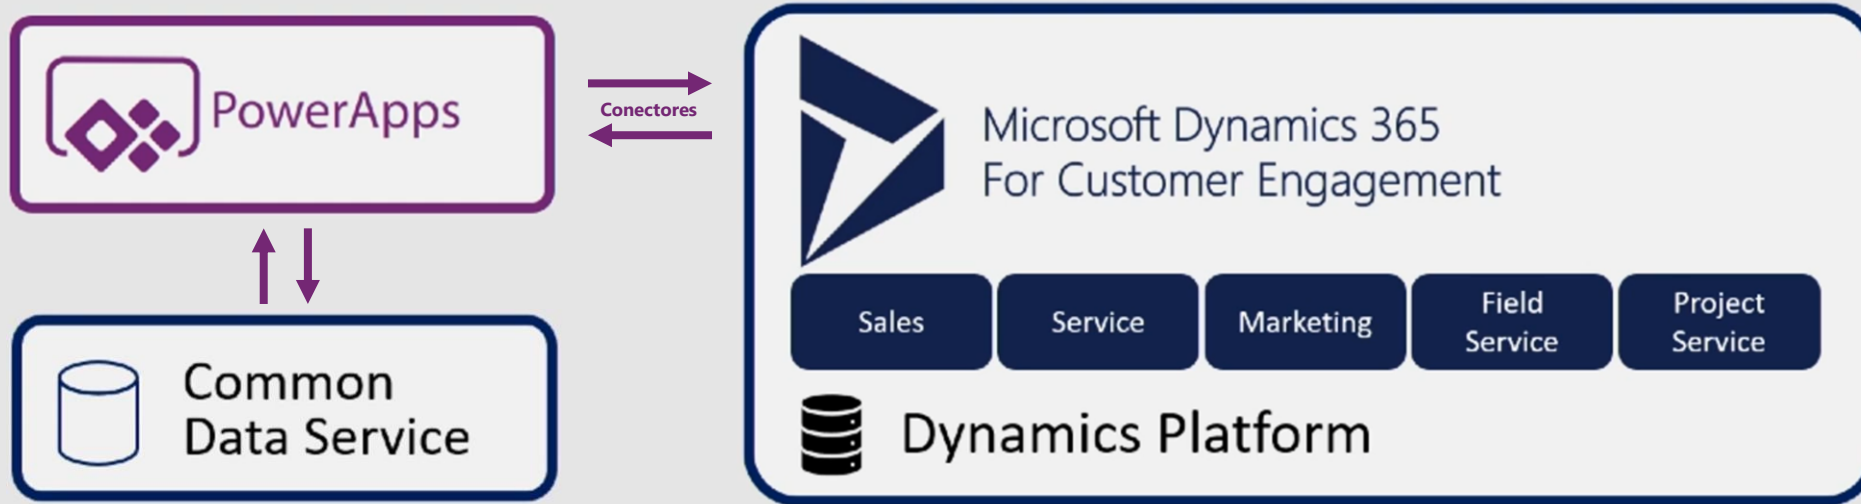 PowerApps
Conectores
Common
Data Service
Microsoft Dynamics 365
For Customer Engagement
Sales
Service
Marketing
Field
Service
Project
Service
Dynamics Platform